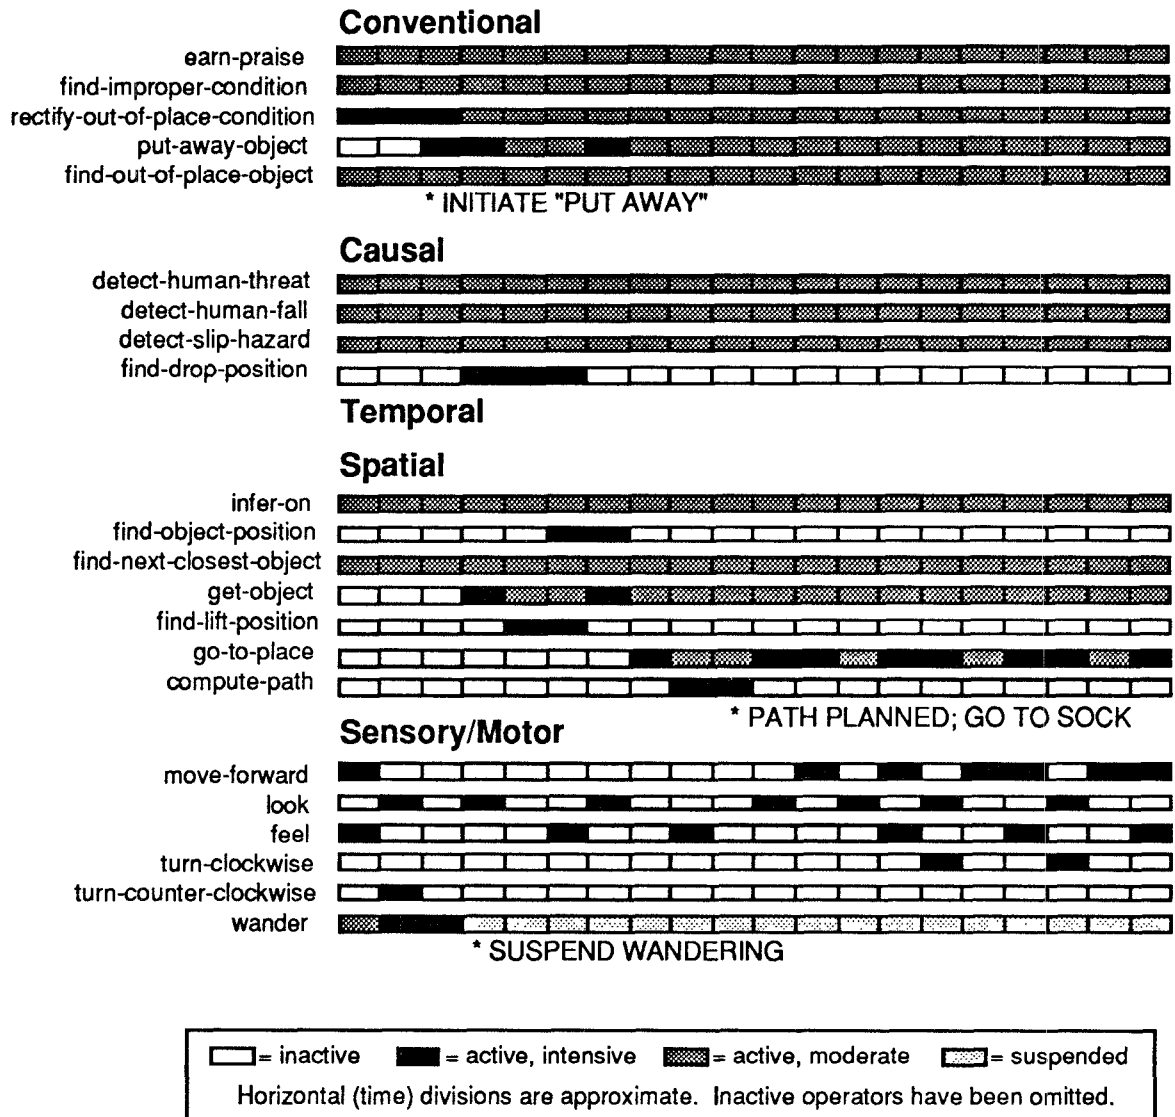 Conventional
earn-praise
find-improper-condition
rectify-out-of-place-condition
put-away-object
find-out-of-place-object
* INITIATE "PUT AWAY"
Causal
detect-human-threat
detect-human-fall
detect-slip-hazard
find-drop-position
Temporal
Spatial
infer-on
find-object-position
find-next-closest-object
get-object
find-lift-position
go-to-place
compute-path
* PATH PLANNED; GO TO SOCK
Sensory/Motor
move-forward
look
feel
turn-clockwise
turn-counter-clockwise
wander
* SUSPEND WANDERING
= inactive = active, intensive = active, moderate = suspended
Horizontal (time) divisions are approximate. Inactive operators have been omitted.